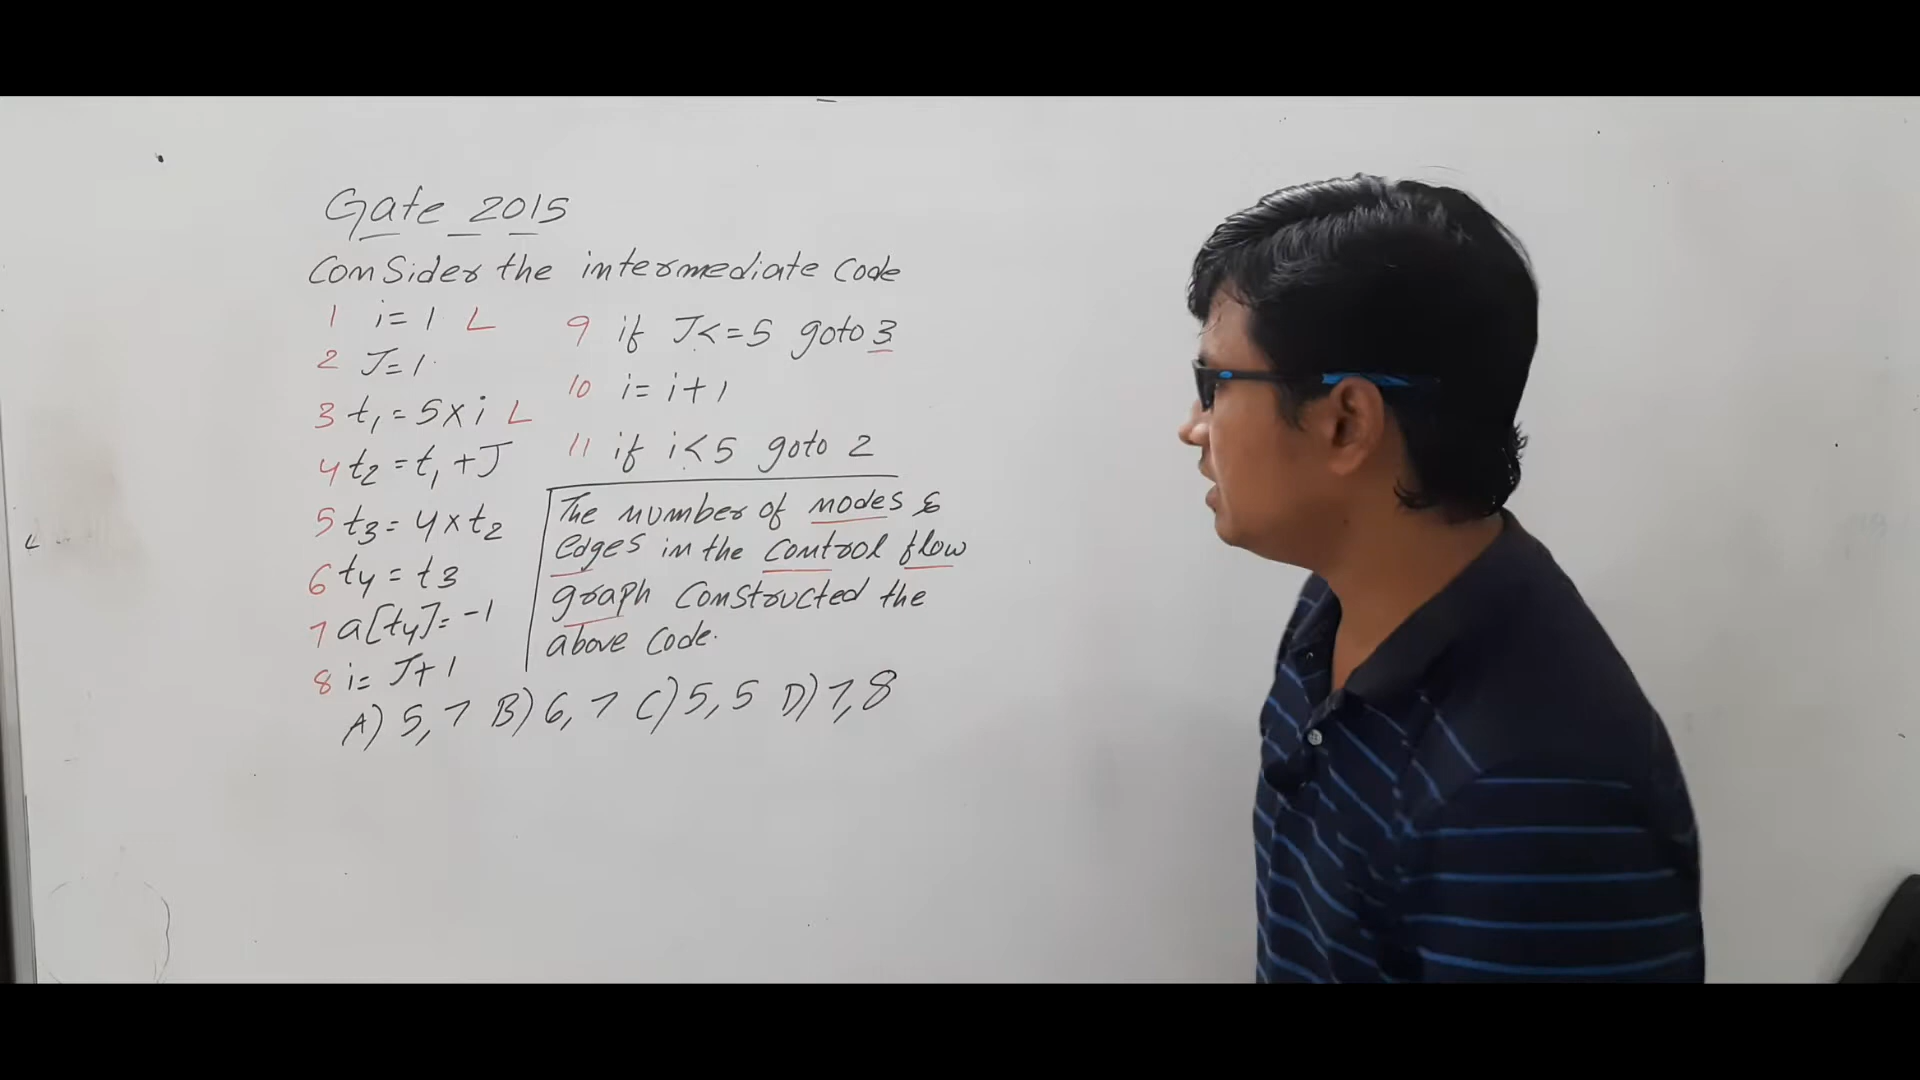 Gate 2015
Consider the intermediate Code
1 i= 1 L
2 J=1
3 t1 = 5 x i L
4 t2 = t1 + J
5 t3 = 4 x t2
6 t4 = t3
7 a[t4] = -1
8 i= J+1
9 if J<=5 goto 3
10 i= i+1
11 if i<5 goto 2
The number of nodes &
edges in the control flow
graph constructed the
above code.
A) 5,7 B) 6,7 C) 5,5 D) 7,8